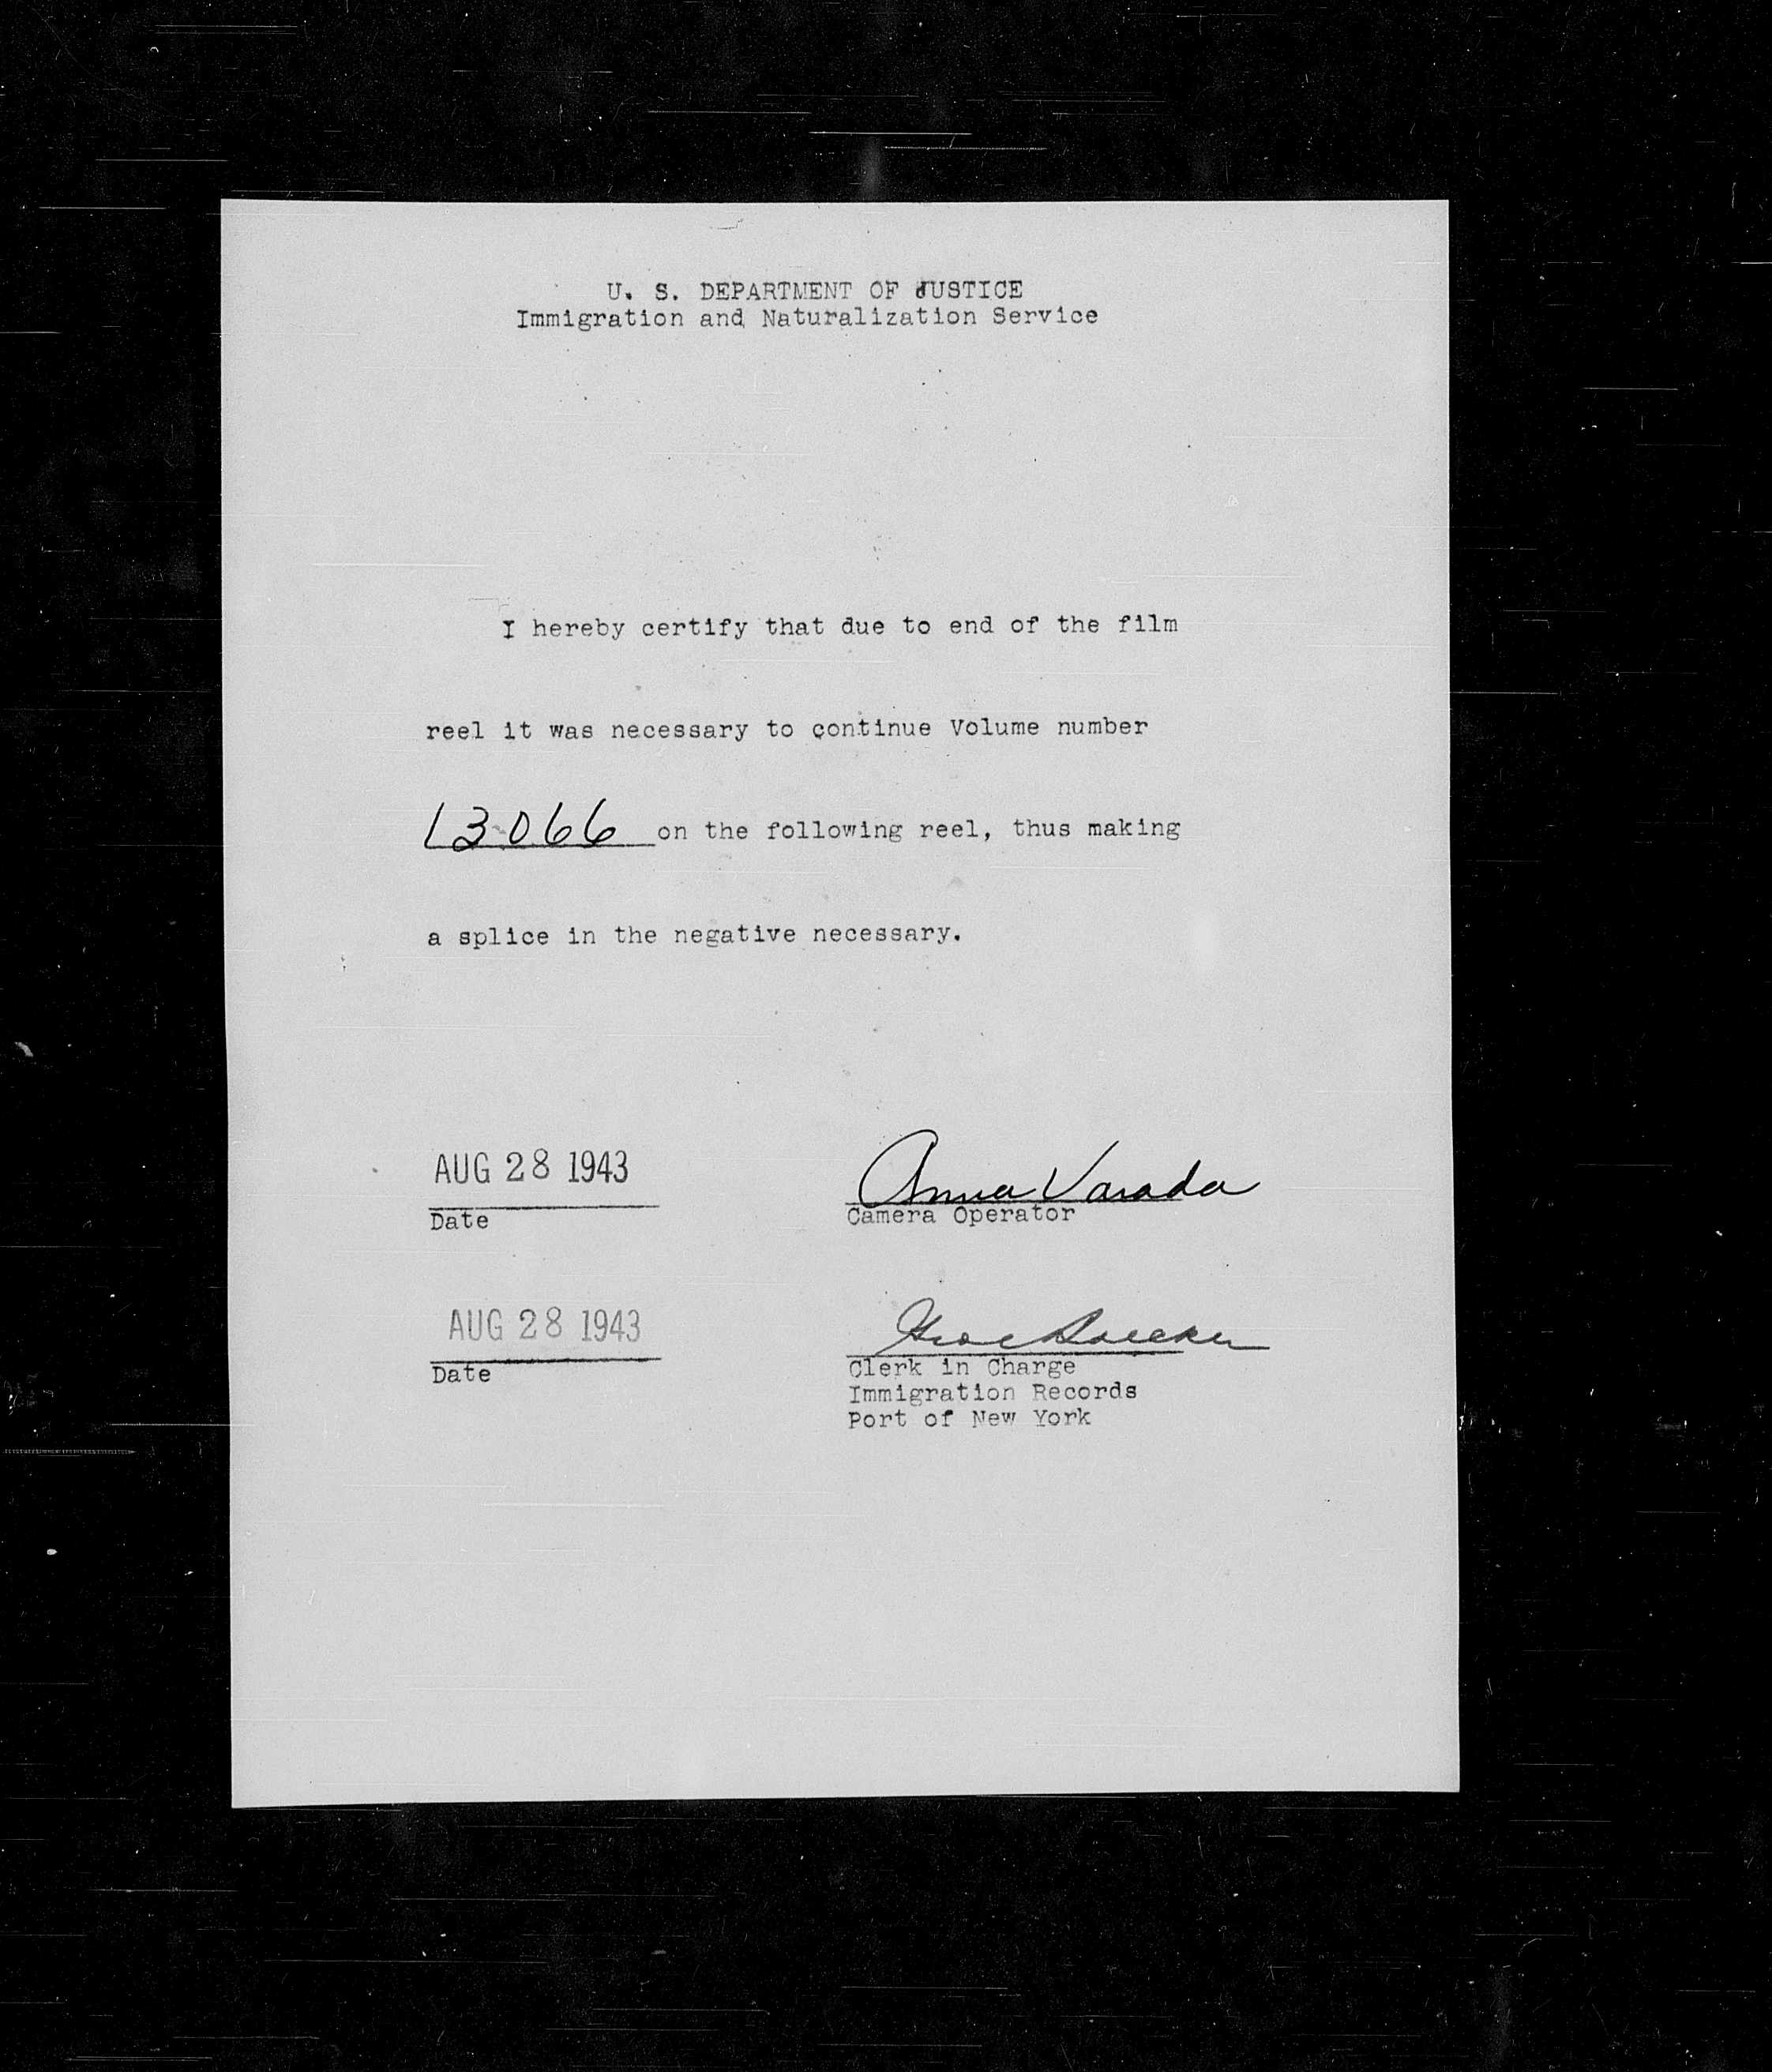 U. S. DEPARTMENT OF JUSTICE
Immigration and Naturalization Service
I hereby certify that due to end of the film
reel it was necessary to continue Volume number
13066 on the following reel, thus making
a splice in the negative necessary.
AUG 28 1943
Anna Varada
Date
Camera Operator
AUG 28 1943
Date
Clerk in Charge
Immigration Records
Port of New York